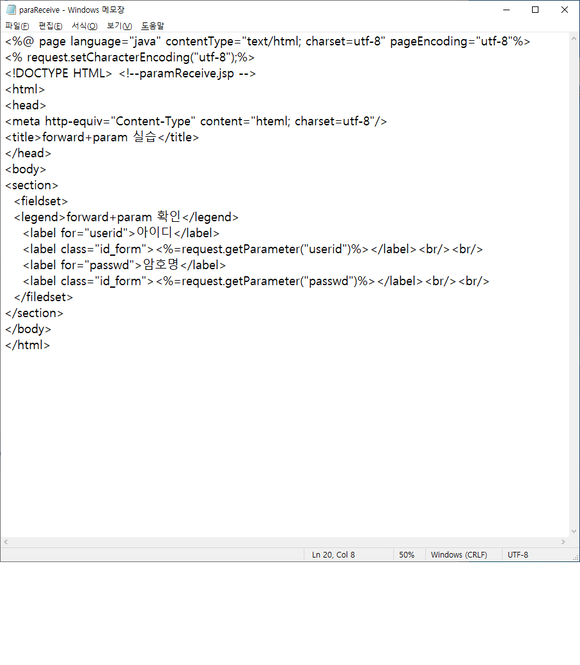 paraReceive - Windows 메모장
파일(F) 편집(E) 서식(O) 보기(V) 도움말
<%@ page language="java" contentType="text/html; charset=utf-8" pageEncoding="utf-8"%>
<% request.setCharacterEncoding("utf-8");%>
<!DOCTYPE HTML> <!--paramReceive.jsp -->
<html>
<head>
<meta http-equiv="Content-Type" content="hteml; charset=utf-8"/>
<title>forward+param 실습</title>
</head>
<body>
<section>
<fieldset>
<legend>forward+param 확인</legend>
<label for="userid">아이디</label>
<label class="id_form"><%=request.getParameter("userid")%></label><br/><br/>
<label for="passwd">암호명</label>
<label class="id_form"><%=request.getParameter("passwd")%></label><br/><br/>
</filedset>
</section>
</body>
</html>
Ln 20, Col 8 50% Windows (CRLF) UTF-8